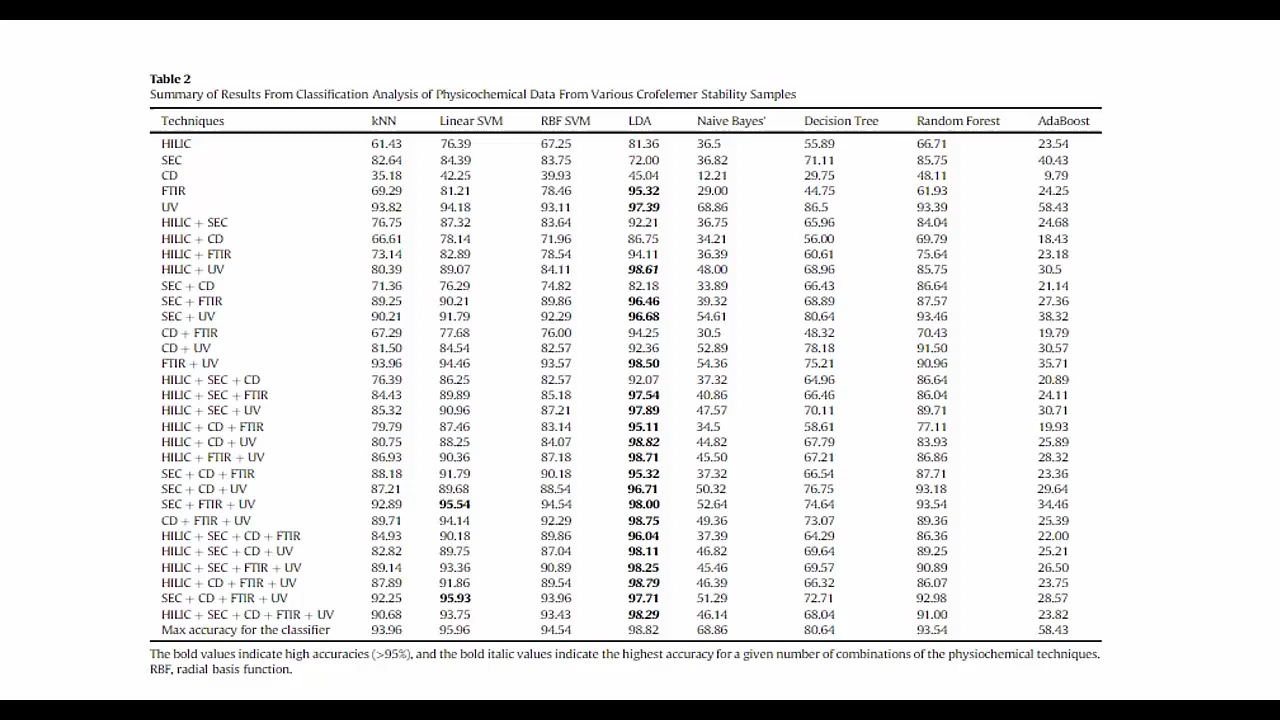 Table 2
Summary of Results From Classification Analysis of Physicochemical Data From Various Crofelemer Stability Samples
Techniques kNN Linear SVM RBF SVM LDA Naive Bayes' Decision Tree Random Forest AdaBoost
HILIC 61.43 76.39 67.25 81.36 36.5 55.89 66.71 23.54
SEC 82.64 84.39 83.75 72.00 36.82 71.11 85.75 40.43
CD 35.18 42.25 39.93 45.04 12.21 29.75 48.11 9.79
FTIR 69.29 81.21 78.46 95.32 29.00 44.75 61.93 24.25
UV 93.82 94.18 93.11 97.39 68.86 86.5 93.39 58.43
HILIC + SEC 76.75 87.32 83.64 92.21 36.75 65.96 84.04 24.68
HILIC + CD 66.61 78.14 71.96 86.75 34.21 56.00 69.79 18.43
HILIC + FTIR 73.14 82.89 78.54 94.11 36.39 60.61 75.64 23.18
HILIC + UV 80.39 89.07 84.11 98.61 48.00 68.96 85.75 30.5
SEC + CD 71.36 76.29 74.82 82.18 33.89 66.43 86.64 21.14
SEC + FTIR 89.25 90.21 89.86 96.46 39.32 68.89 87.57 27.36
SEC + UV 90.21 91.79 92.29 96.68 54.61 80.64 93.46 38.32
CD + FTIR 67.29 77.68 76.00 94.25 30.5 48.32 70.43 19.79
CD + UV 81.50 84.54 82.57 92.36 52.89 78.18 91.50 30.57
FTIR + UV 93.96 94.46 93.57 98.50 54.36 75.21 90.96 35.71
HILIC + SEC + CD 76.39 86.25 82.57 92.07 37.32 64.96 86.64 20.89
HILIC + SEC + FTIR 84.43 89.89 85.18 97.54 40.86 66.46 86.04 24.11
HILIC + SEC + UV 85.32 90.96 87.21 97.89 47.57 70.11 89.71 30.71
HILIC + CD + FTIR 79.79 87.46 83.14 95.11 34.5 58.61 77.11 19.93
HILIC + CD + UV 80.75 88.25 84.07 98.82 44.82 67.79 83.93 25.89
HILIC + FTIR + UV 86.93 90.36 87.18 98.71 45.50 67.21 86.86 28.32
SEC + CD + FTIR 88.18 91.79 90.18 95.32 37.32 66.54 87.71 23.36
SEC + CD + UV 87.21 89.68 88.54 96.71 50.32 76.75 93.18 29.64
SEC + FTIR + UV 92.89 95.54 94.54 98.00 52.64 74.64 93.54 34.46
CD + FTIR + UV 89.71 94.14 92.29 98.75 49.36 73.07 89.36 25.39
HILIC + SEC + CD + FTIR 84.93 90.18 89.86 96.04 37.39 64.29 86.36 22.00
HILIC + SEC + CD + UV 82.82 89.75 87.04 98.11 46.82 69.64 89.25 25.21
HILIC + SEC + FTIR + UV 89.14 93.36 90.89 98.25 45.46 69.57 90.89 26.50
HILIC + CD + FTIR + UV 87.89 91.86 89.54 98.79 46.39 66.32 86.07 23.75
SEC + CD + FTIR + UV 92.25 95.93 93.96 97.71 51.29 72.71 92.98 28.57
HILIC + SEC + CD + FTIR + UV 90.68 93.75 93.43 98.29 46.14 68.04 91.00 23.82
Max accuracy for the classifier 93.96 95.96 94.54 98.82 68.86 80.64 93.54 58.43
The bold values indicate high accuracies (>95%), and the bold italic values indicate the highest accuracy for a given number of combinations of the physiochemical techniques.
RBF, radial basis function.